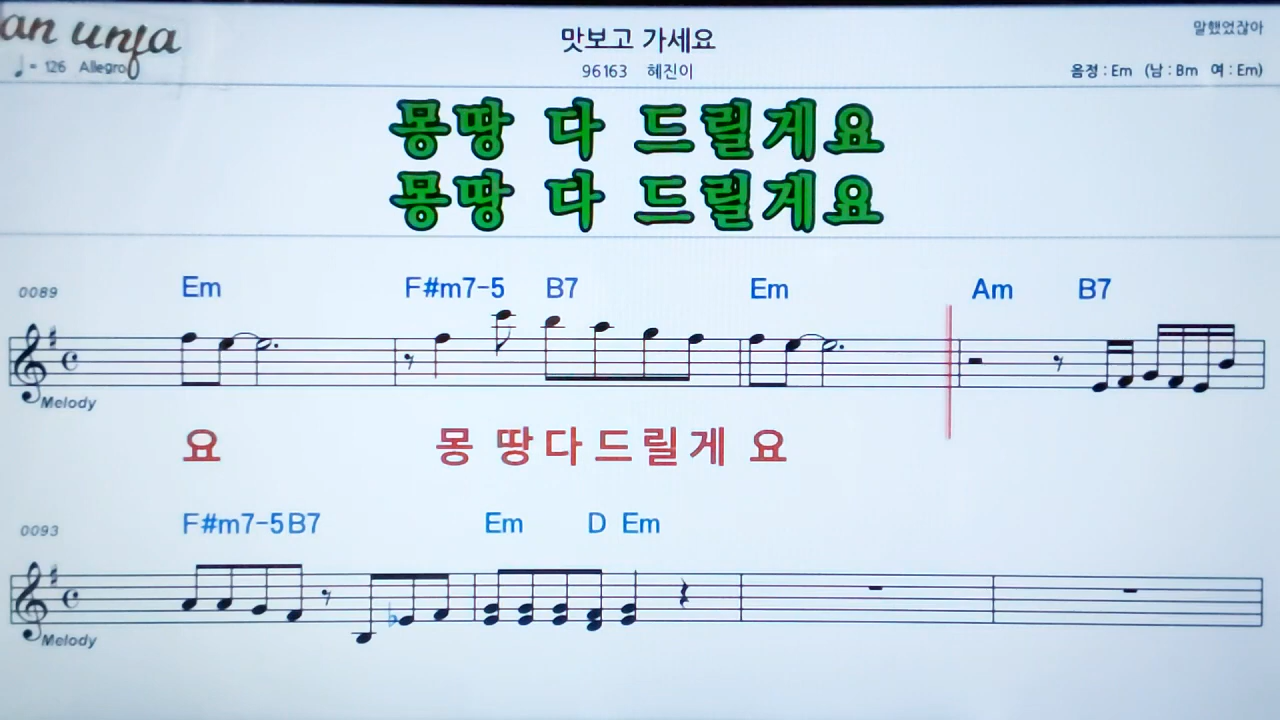 an unja
♩= 126 Allegro
맛보고 가세요
96163 혜진이
말했었잖아
음정 : Em (남 : Bm 여 : Em)
몽땅 다 드릴게요
몽땅 다 드릴게요
0089 Em F#m7-5 B7 Em Am B7
Melody
요 몽 땅다드릴게 요
0093 F#m7-5B7 Em D Em
Melody